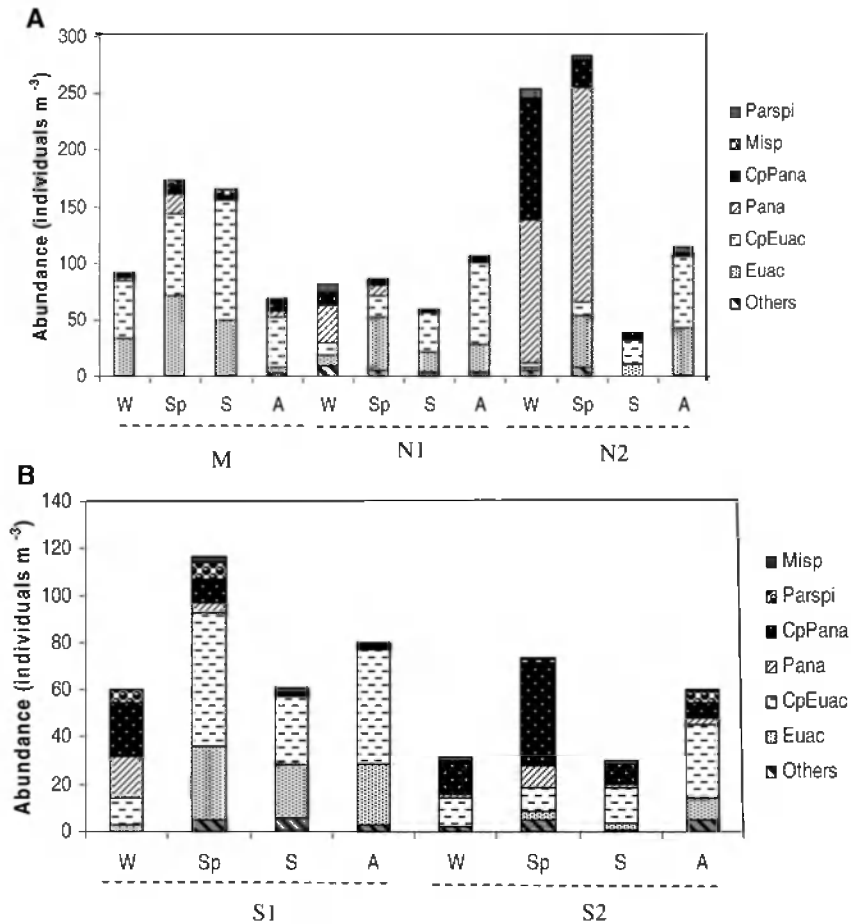 A
Abundance (individuals m⁻³)
300
250
200
150
100
50
0
W Sp S A W Sp S A W Sp S A
M N1 N2
Parspi
Misp
CpPana
Pana
CpEuac
Euac
Others
B
Abundance (individuals m⁻³)
140
120
100
80
60
40
20
0
W Sp S A W Sp S A
S1 S2
Misp
Parspi
CpPana
Pana
CpEuac
Euac
Others